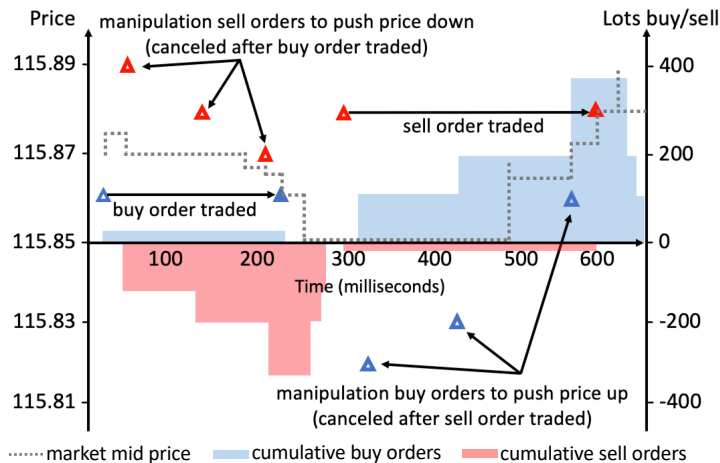 Price
manipulation sell orders to push price down
(canceled after buy order traded)
Lots buy/sell
115.89
400
sell order traded
115.87
200
buy order traded
115.85
0
100
200
300
400
500
600
Time (milliseconds)
115.83
-200
manipulation buy orders to push price up
(canceled after sell order traded)
115.81
-400
market mid price
cumulative buy orders
cumulative sell orders